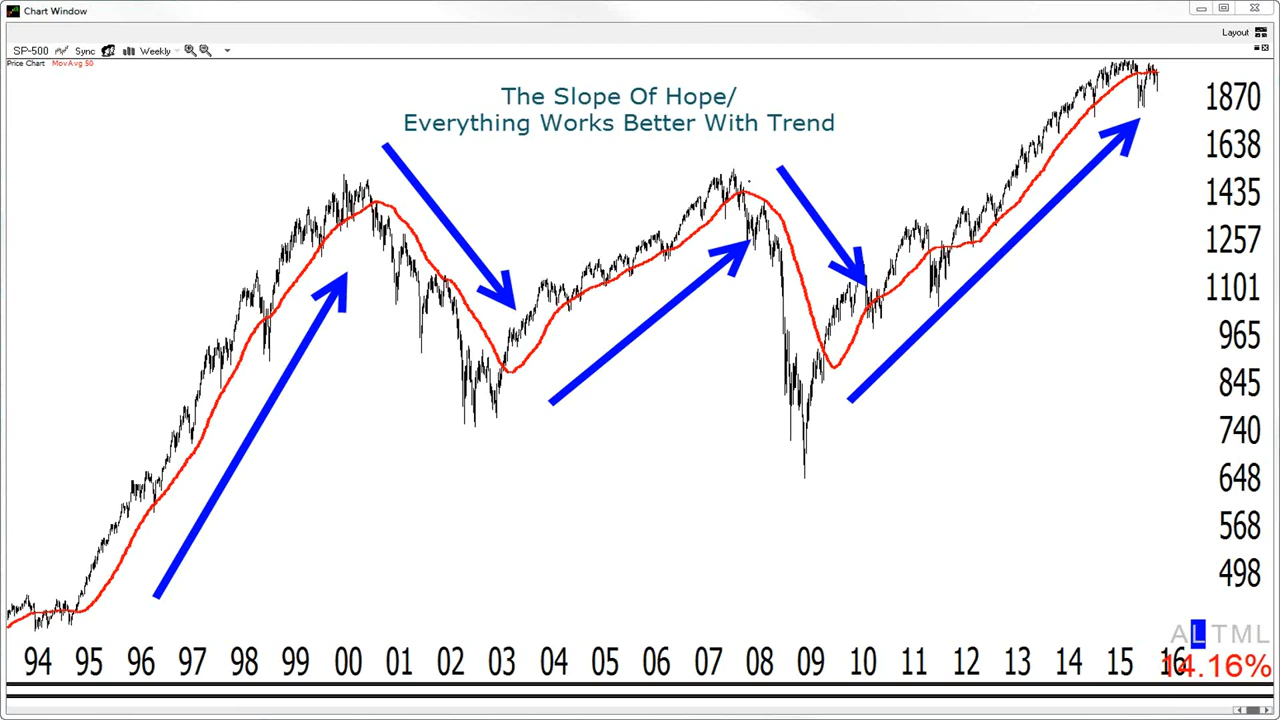 Chart Window
Layout
SP-500 Sync Weekly
Price Chart MovAvg 50
The Slope Of Hope/
Everything Works Better With Trend
1870
1638
1435
1257
1101
965
845
740
648
568
498
ALTML
94 95 96 97 98 99 00 01 02 03 04 05 06 07 08 09 10 11 12 13 14 15 16
14.16%